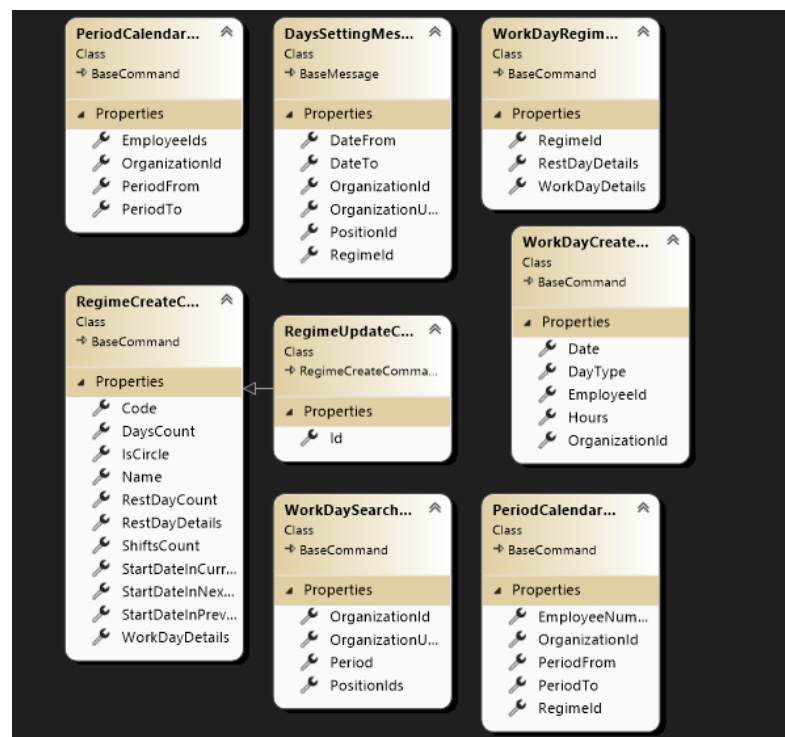 PeriodCalendar...
Class
BaseCommand
Properties
EmployeeIds
OrganizationId
PeriodFrom
PeriodTo
DaysSettingMes...
Class
BaseMessage
Properties
DateFrom
DateTo
OrganizationId
OrganizationU...
PositionId
RegimeId
WorkDayRegim...
Class
BaseCommand
Properties
RegimeId
RestDayDetails
WorkDayDetails
WorkDayCreate...
Class
BaseCommand
Properties
Date
DayType
EmployeeId
Hours
OrganizationId
RegimeCreateC...
Class
BaseCommand
Properties
Code
DaysCount
IsCircle
Name
RestDayCount
RestDayDetails
ShiftsCount
StartDateInCurr...
StartDateInNex...
StartDateInPrev...
WorkDayDetails
RegimeUpdateC...
Class
RegimeCreateComma...
Properties
Id
WorkDaySearch...
Class
BaseCommand
Properties
OrganizationId
OrganizationU...
Period
PositionIds
PeriodCalendar...
Class
BaseCommand
Properties
EmployeeNum...
OrganizationId
PeriodFrom
PeriodTo
RegimeId